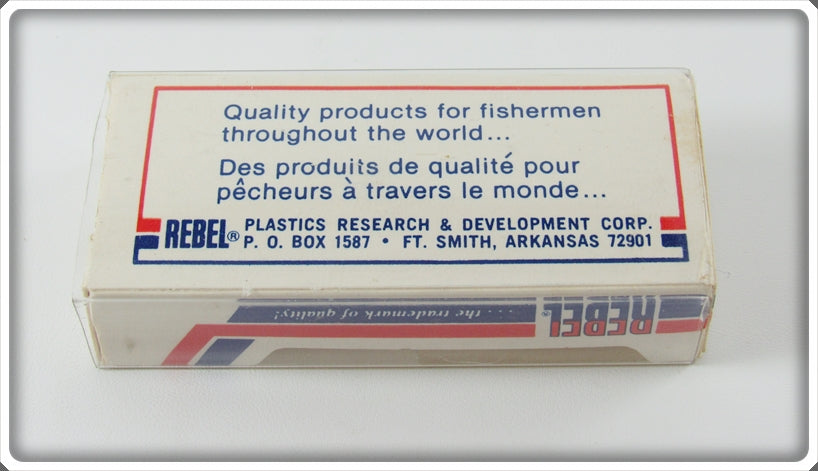 Quality products for fishermen
throughout the world...
Des produits de qualité pour
pêcheurs à travers le monde...
REBEL® PLASTICS RESEARCH & DEVELOPMENT CORP.
P. O. BOX 1587 • FT. SMITH, ARKANSAS 72901
REBEL® ...the trademark of quality!